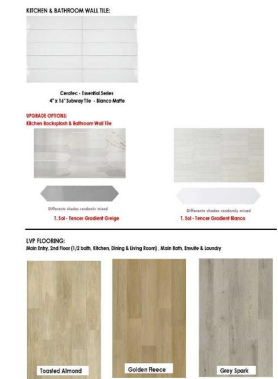 KITCHEN & BATHROOM WALL TILE:
Ceratec - Essential Series
4" x 16" Subway Tile - Bianco Matte
UPGRADE OPTIONS:
Kitchen Backsplash & Bathroom Wall Tile
Differents shades randomly mixed
1. Sol - Tencer Gradient Greige
Differents shades randomly mixed
1. Sol - Tencer Gradient Bianco
LVP FLOORING:
Main Entry, 2nd Floor (1/2 bath, Kitchen, Dining & Living Room), Main Bath, Ensuite & Laundry
Toasted Almond
Golden Fleece
Grey Spark